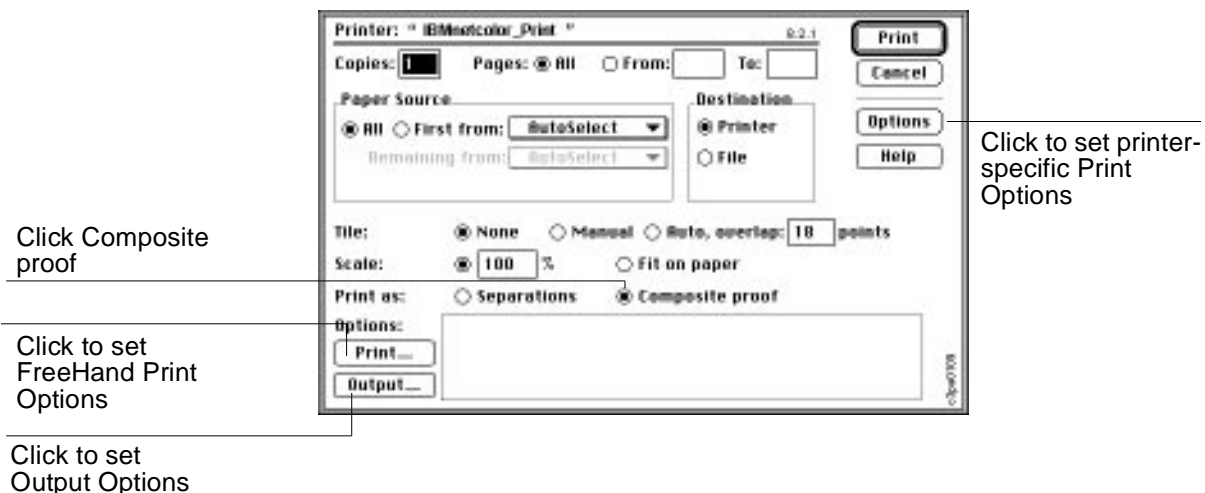 Printer: " IBMnetcolor_Print " 8.2.1
Print
Copies: 1 Pages: All From: To:
Cancel
Paper Source
Destination
All First from: AutoSelect
Printer
Options
Remaining from: AutoSelect
File
Help
Click to set printer-
specific Print
Options
Click Composite
proof
Tile: None Manual Auto, overlap: 18 points
Scale: 100 % Fit on paper
Print as: Separations Composite proof
Options:
Print...
Output...
Click to set
FreeHand Print
Options
Click to set
Output Options